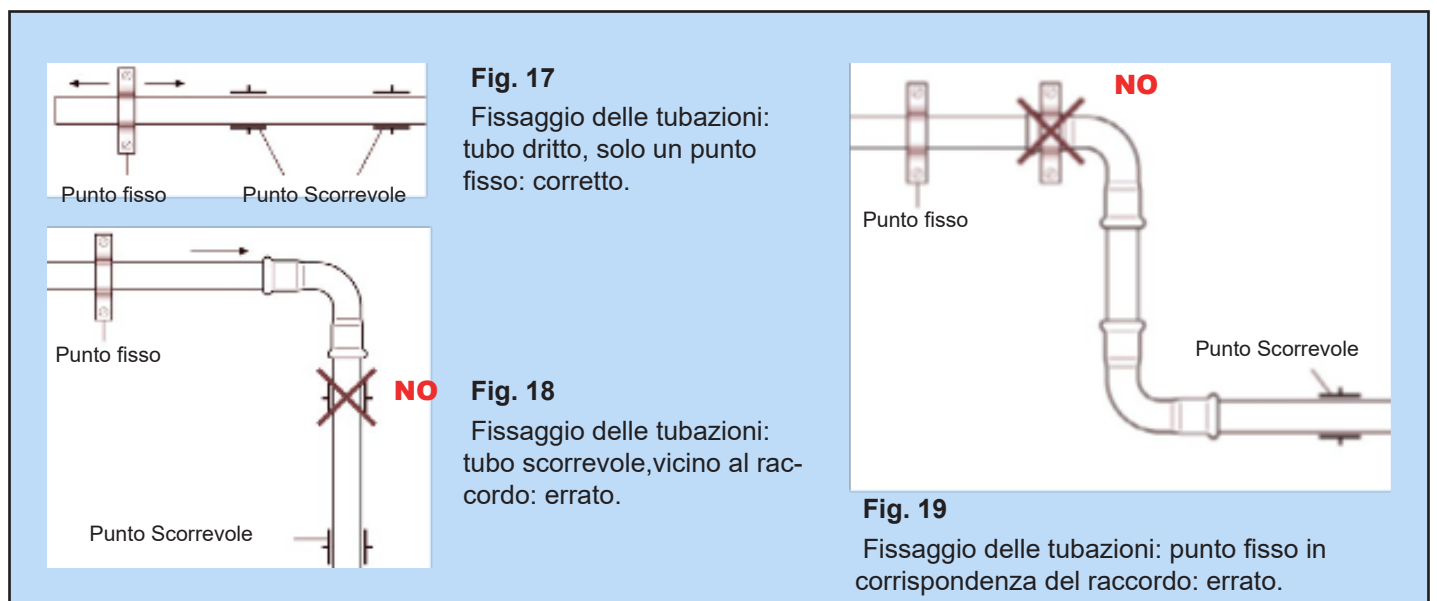 Punto fisso
Punto Scorrevole
Fig. 17
Fissaggio delle tubazioni:
tubo dritto, solo un punto
fisso: corretto.
Punto fisso
NO
Punto Scorrevole
Fig. 18
Fissaggio delle tubazioni:
tubo scorrevole,vicino al rac-
cordo: errato.
NO
Punto fisso
Punto Scorrevole
Fig. 19
Fissaggio delle tubazioni: punto fisso in
corrispondenza del raccordo: errato.